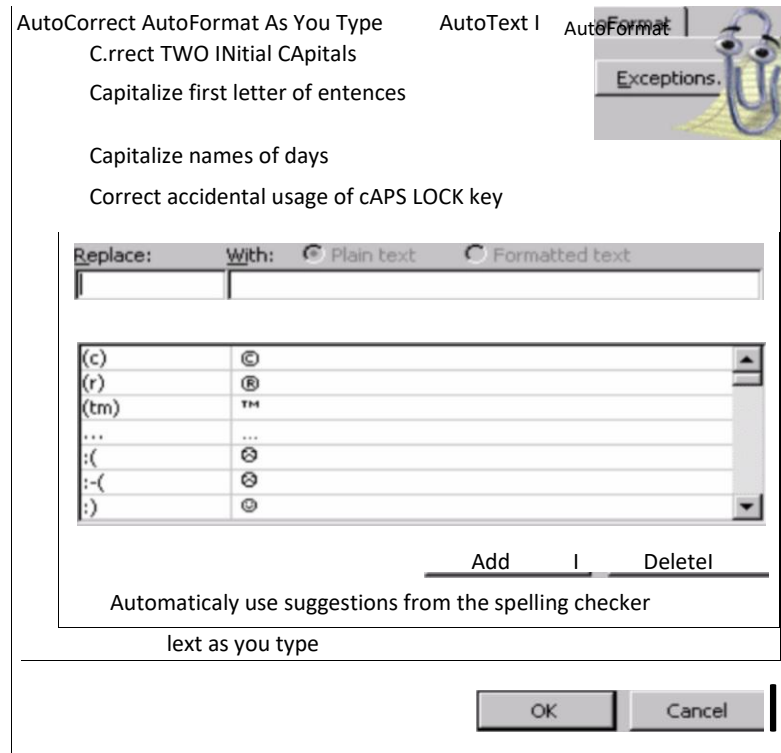 AutoCorrect AutoFormat As You Type AutoText I AutoFormat
C.rrect TWO INitial CApitals
Exceptions.
Capitalize first letter of entences
Capitalize names of days
Correct accidental usage of cAPS LOCK key
Replace: With: Plain text Formatted text
(c) ©
(r) ®
(tm) ™
... ...
:( ☹
:-( ☹
:) ☺
Add I DeleteI
Automaticaly use suggestions from the spelling checker
lext as you type
OK Cancel